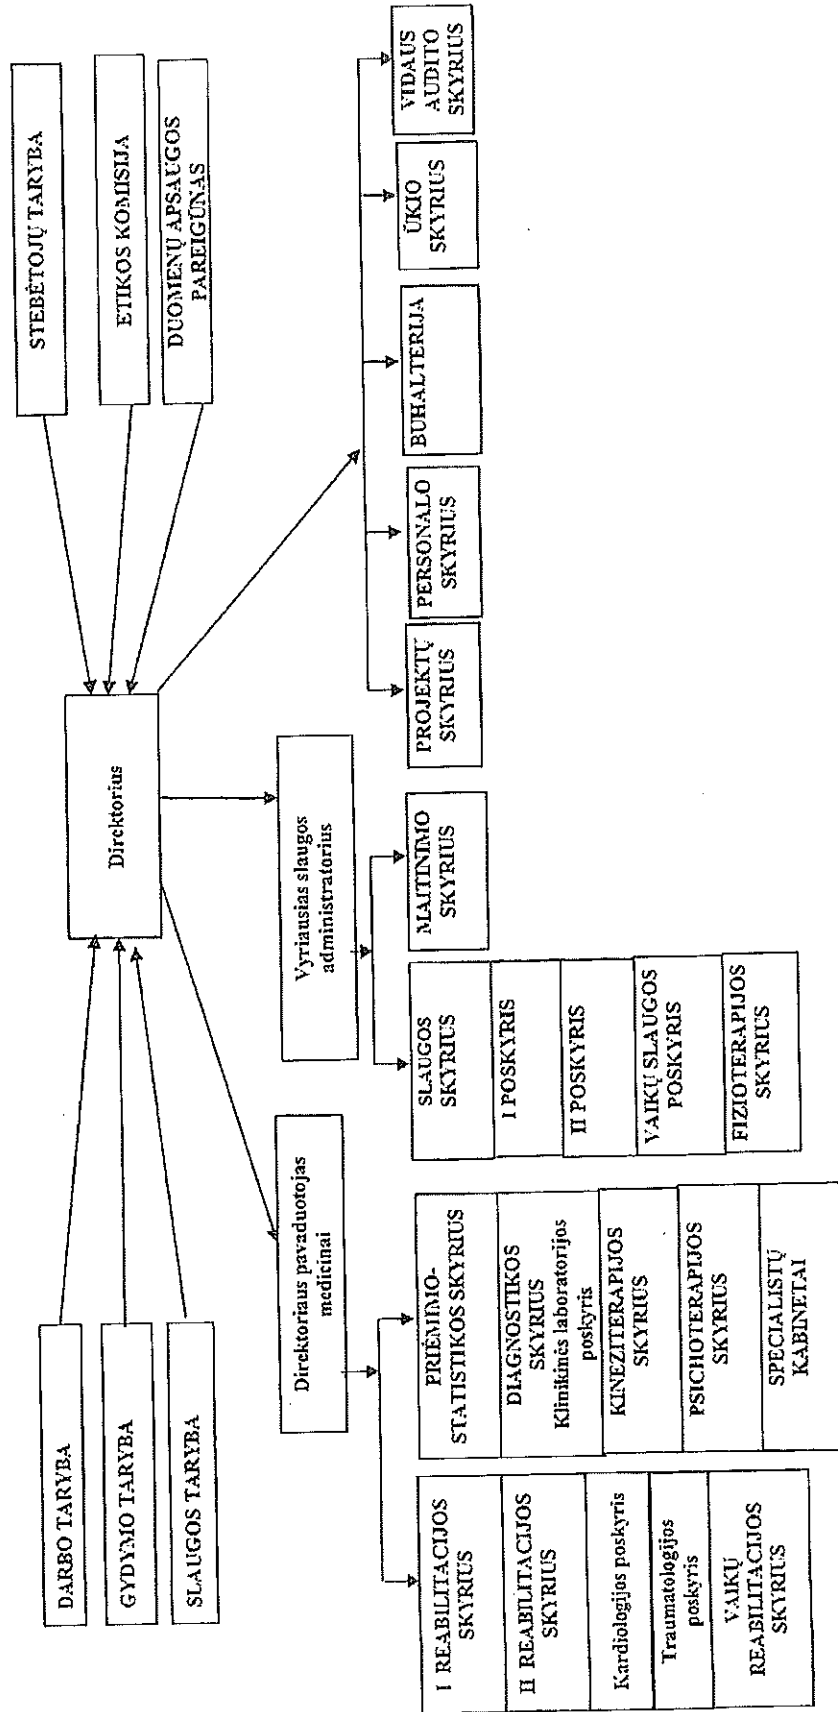 DARBO TARYBA
GYDYMO TARYBA
SLAUGOS TARYBA
Direktorius
STEBĖTOJŲ TARYBA
ETIKOS KOMISIJA
DUOMENŲ APSAUGOS
PAREIGŪNAS
Direktoriaus pavaduotojas
medicinai
Vyriausias slaugos
administratorius
I REABILITACIJOS
SKYRIUS
II REABILITACIJOS
SKYRIUS
Kardiologijos poskyris
Traumatologijos
poskyris
VAIKŲ
REABILITACIJOS
SKYRIUS
PRIĖMIMO-
STATISTIKOS SKYRIUS
DIAGNOSTIKOS
SKYRIUS
Klinikinės laboratorijos
poskyris
KINEZITERAPIJOS
SKYRIUS
PSICHOTERAPIJOS
SKYRIUS
SPECIALISTŲ
KABINETAI
SLAUGOS
SKYRIUS
I POSKYRIS
II POSKYRIS
VAIKŲ SLAUGOS
POSKYRIS
FIZIOTERAPIJOS
SKYRIUS
MAITINIMO
SKYRIUS
PROJEKTŲ
SKYRIUS
PERSONALO
SKYRIUS
BUHALTERIJA
ŪKIO
SKYRIUS
VIDAUS
AUDITO
SKYRIUS